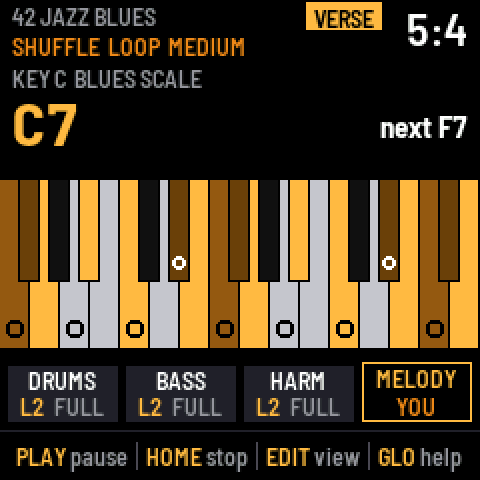 42 JAZZ BLUES
VERSE
5:4
SHUFFLE LOOP MEDIUM
KEY C BLUES SCALE
C7
next F7
DRUMS
L2 FULL
BASS
L2 FULL
HARM
L2 FULL
MELODY
YOU
PLAY pause HOME stop EDIT view GLO help